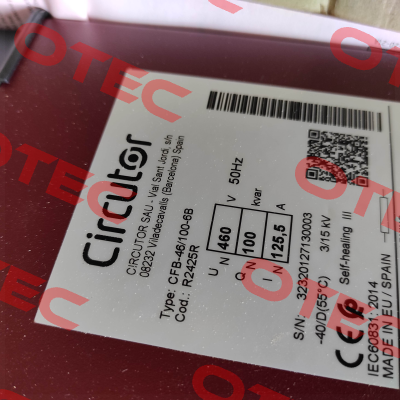 Circutor
CIRCUTOR SAU - Vial Sant Jordi, s/n
08232 Viladecavalls (Barcelona) Spain
Type: CFB-46/100-6B
Cod.: R2425R
U N 460 V 50Hz
Q N 100 kvar
I N 125,5 A
S/N: 32320127130003
-40/D(55°C) 3/15 kV
CE Self-healing III
IEC60831:2014
MADE IN EU / SPAIN
OTEC
OTEC
OTEC
OTEC
OTEC
OTEC